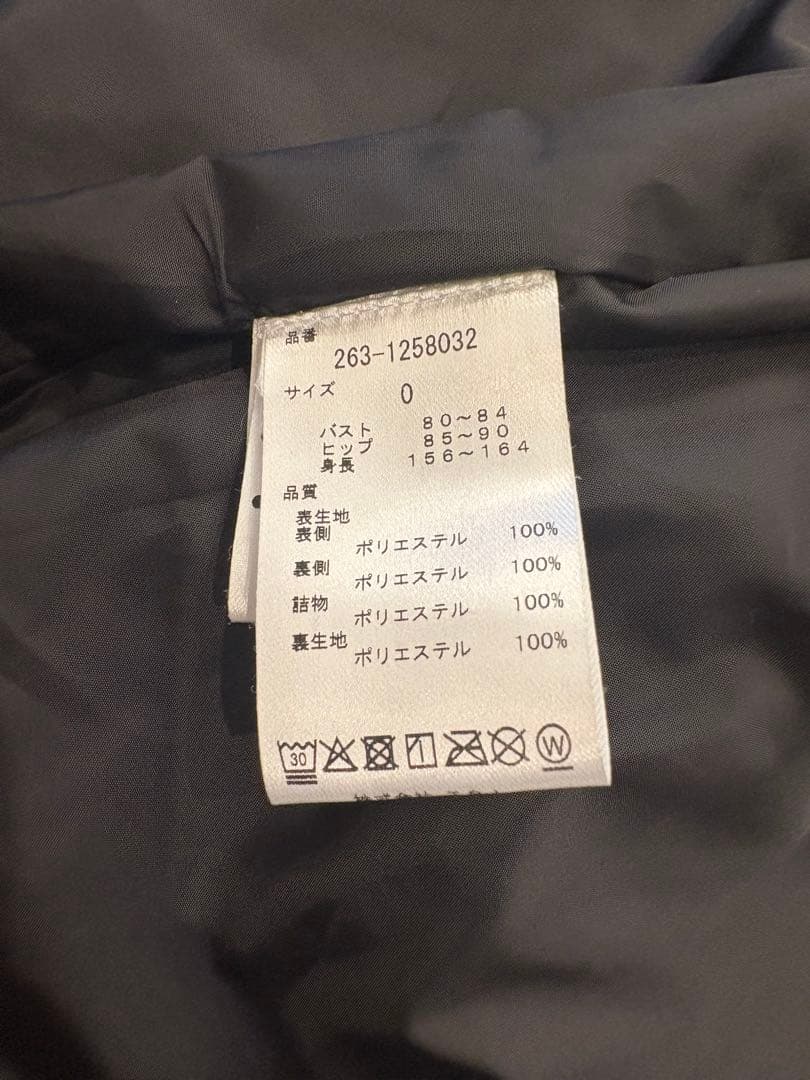 品番
263-1258032
サイズ 0
バスト 80~84
ヒップ 85~90
身長 156~164
品質
表生地
表側 ポリエステル 100%
裏側 ポリエステル 100%
詰物 ポリエステル 100%
裏生地 ポリエステル 100%
30 W